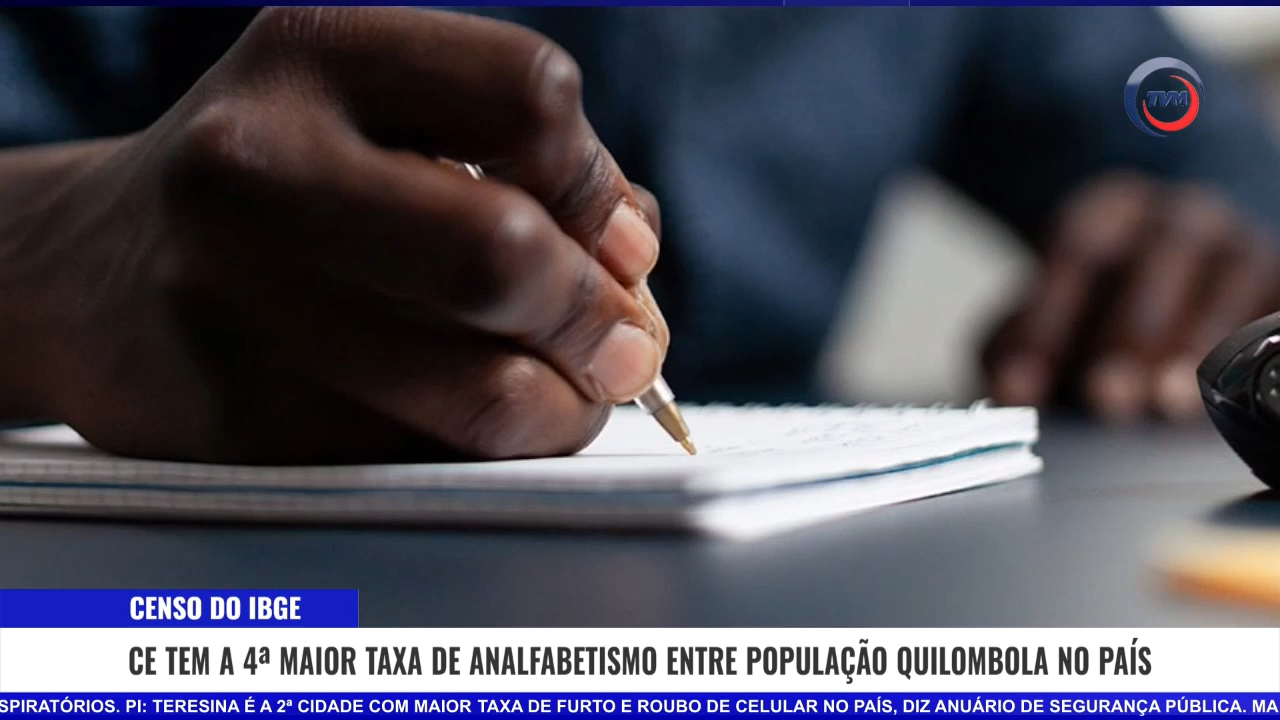 TVM
CENSO DO IBGE
CE TEM A 4ª MAIOR TAXA DE ANALFABETISMO ENTRE POPULAÇÃO QUILOMBOLA NO PAÍS
SPIRATÓRIOS. PI: TERESINA É A 2ª CIDADE COM MAIOR TAXA DE FURTO E ROUBO DE CELULAR NO PAÍS, DIZ ANUÁRIO DE SEGURANÇA PÚBLICA. MA